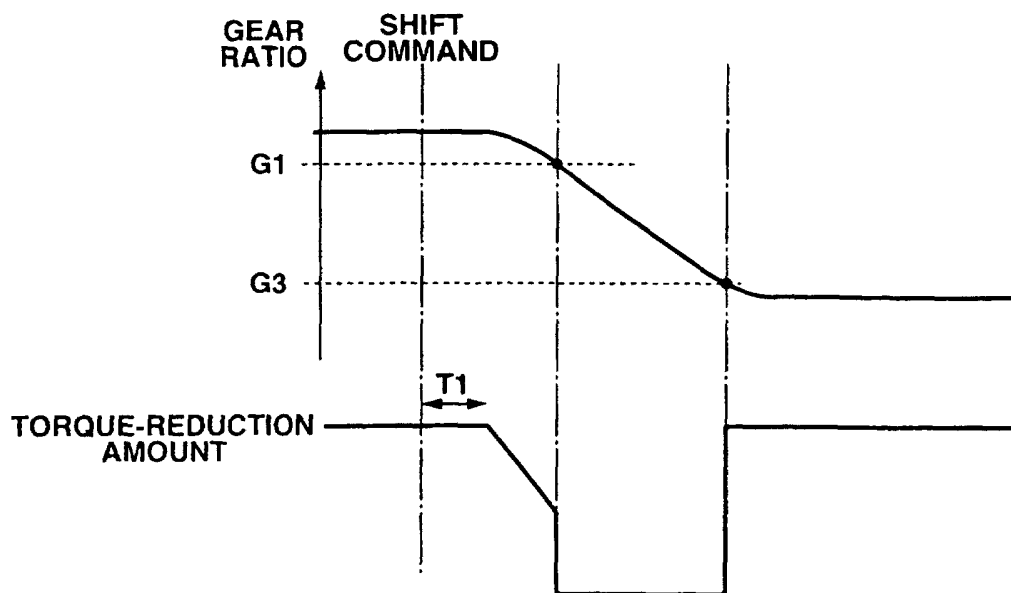 GEAR
RATIO
SHIFT
COMMAND
G1
G3
T1
TORQUE-REDUCTION
AMOUNT